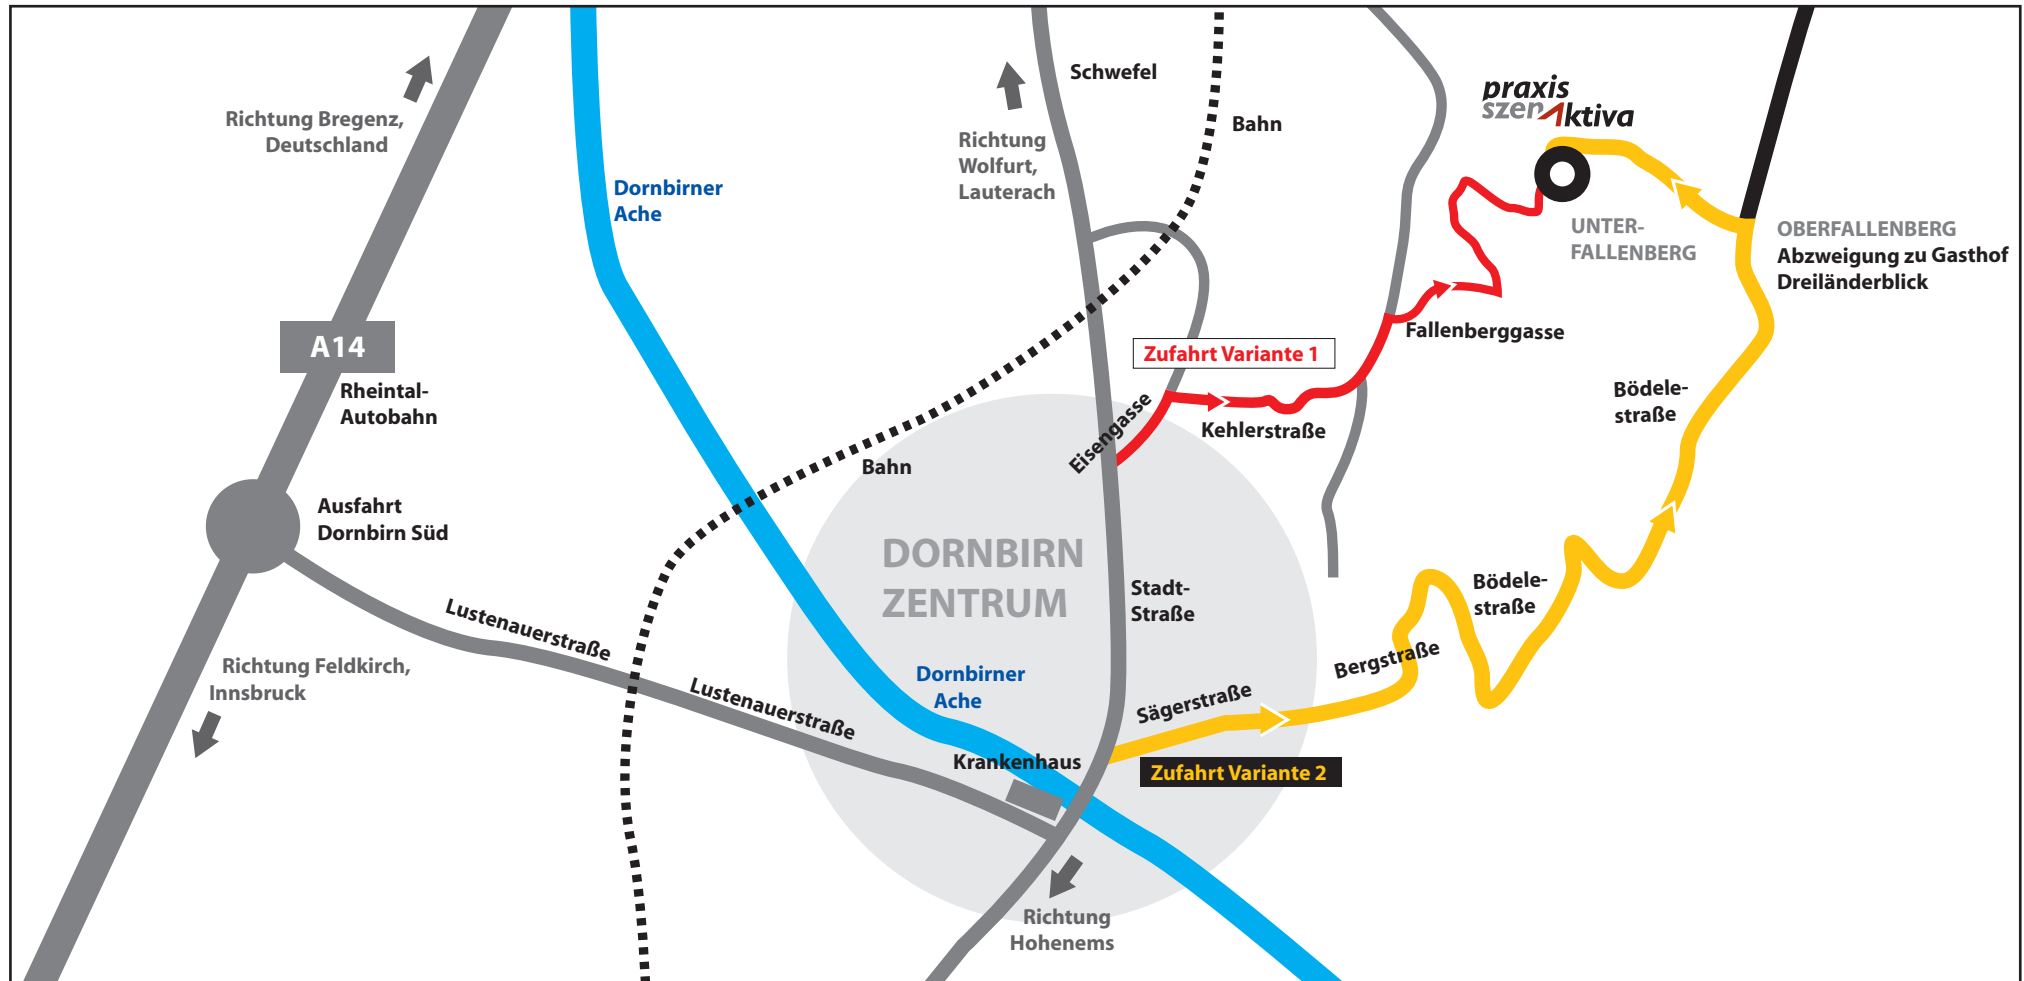 Schwefel
praxis
szenAktiva
Richtung Bregenz,
Deutschland
Bahn
Richtung
Wolfurt,
Lauterach
Dornbirner
Ache
UNTER-
FALLENBERG
OBERFALLENBERG
Abzweigung zu Gasthof
Dreiländerblick
A14
Rheintal-
Autobahn
Zufahrt Variante 1
Fallenberggasse
Bödele-
straße
Eisengasse
Kehlerstraße
Bahn
Ausfahrt
Dornbirn Süd
DORNBIRN
ZENTRUM
Stadt-
Straße
Bödele-
straße
Lustenauerstraße
Richtung Feldkirch,
Innsbruck
Lustenauerstraße
Dornbirner
Ache
Sägerstraße
Bergstraße
Krankenhaus
Zufahrt Variante 2
Richtung
Hohenems